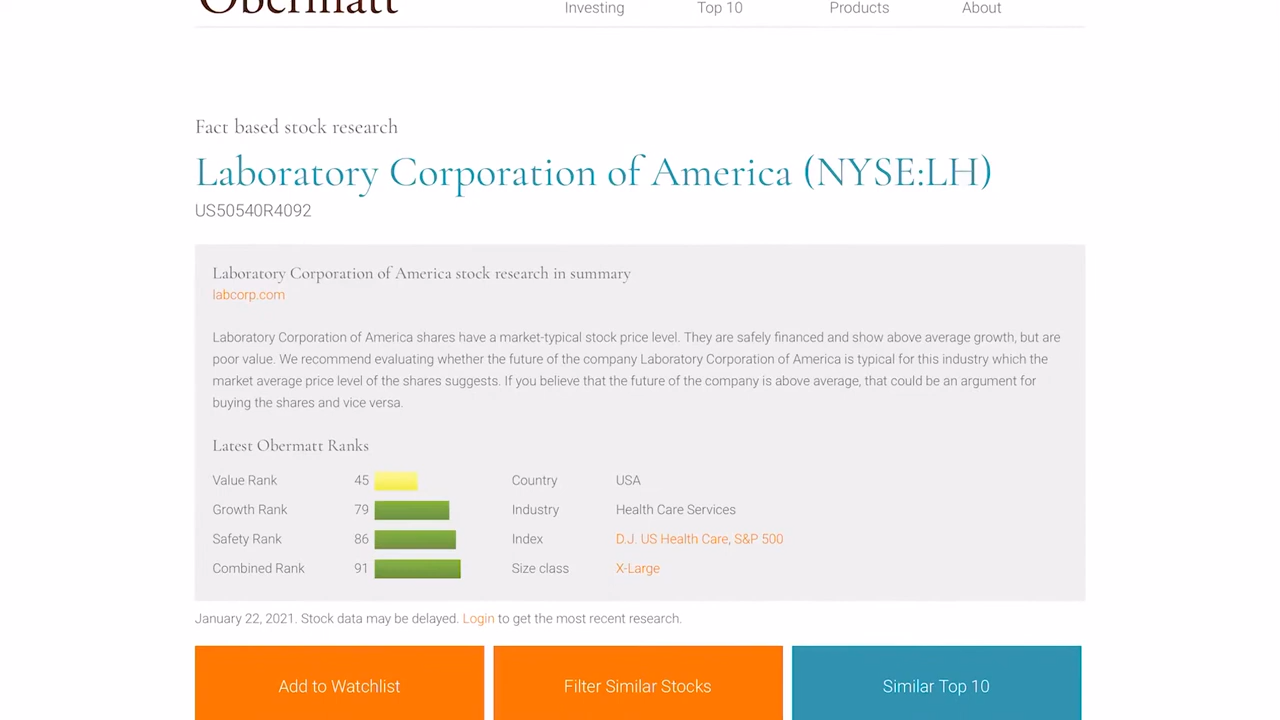 Obermatt
Investing Top 10 Products About
Fact based stock research
Laboratory Corporation of America (NYSE:LH)
US50540R4092
Laboratory Corporation of America stock research in summary
labcorp.com
Laboratory Corporation of America shares have a market-typical stock price level. They are safely financed and show above average growth, but are
poor value. We recommend evaluating whether the future of the company Laboratory Corporation of America is typical for this industry which the
market average price level of the shares suggests. If you believe that the future of the company is above average, that could be an argument for
buying the shares and vice versa.
Latest Obermatt Ranks
Value Rank 45 Country USA
Growth Rank 79 Industry Health Care Services
Safety Rank 86 Index D.J. US Health Care, S&P 500
Combined Rank 91 Size class X-Large
January 22, 2021. Stock data may be delayed. Login to get the most recent research.
Add to Watchlist Filter Similar Stocks Similar Top 10